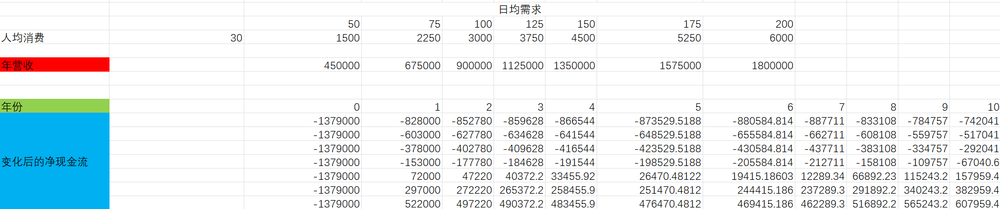 日均需求
50 75 100 125 150 175 200
人均消费 30 1500 2250 3000 3750 4500 5250 6000
年营收 450000 675000 900000 1125000 1350000 1575000 1800000
年份 0 1 2 3 4 5 6 7 8 9 10
-1379000 -828000 -852780 -859628 -866544 -873529.5188 -880584.814 -887711 -833108 -784757 -742041
-1379000 -603000 -627780 -634628 -641544 -648529.5188 -655584.814 -662711 -608108 -559757 -517041
-1379000 -378000 -402780 -409628 -416544 -423529.5188 -430584.814 -437711 -383108 -334757 -292041
变化后的净现金流 -1379000 -153000 -177780 -184628 -191544 -198529.5188 -205584.814 -212711 -158108 -109757 -67040.6
-1379000 72000 47220 40372.2 33455.92 26470.48122 19415.18603 12289.34 66892.23 115243.2 157959.4
-1379000 297000 272220 265372.2 258455.9 251470.4812 244415.186 237289.3 291892.2 340243.2 382959.4
-1379000 522000 497220 490372.2 483455.9 476470.4812 469415.186 462289.3 516892.2 565243.2 607959.4